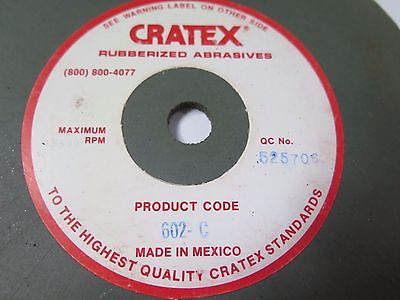 SEE WARNING LABEL ON OTHER SIDE
CRATEX®
RUBBERIZED ABRASIVES
(800) 800-4077
MAXIMUM
RPM
QC No.
525706
PRODUCT CODE
602- C
MADE IN MEXICO
TO THE HIGHEST QUALITY CRATEX STANDARDS